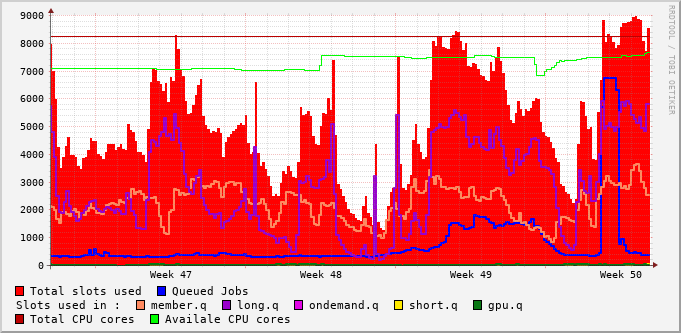 9000
8000
7000
6000
5000
4000
3000
2000
1000
0
Week 47 Week 48 Week 49 Week 50
Total slots used Queued Jobs
Slots used in : member.q long.q ondemand.q short.q gpu.q
Total CPU cores Availale CPU cores
RRDTOOL / TOBI OETIKER